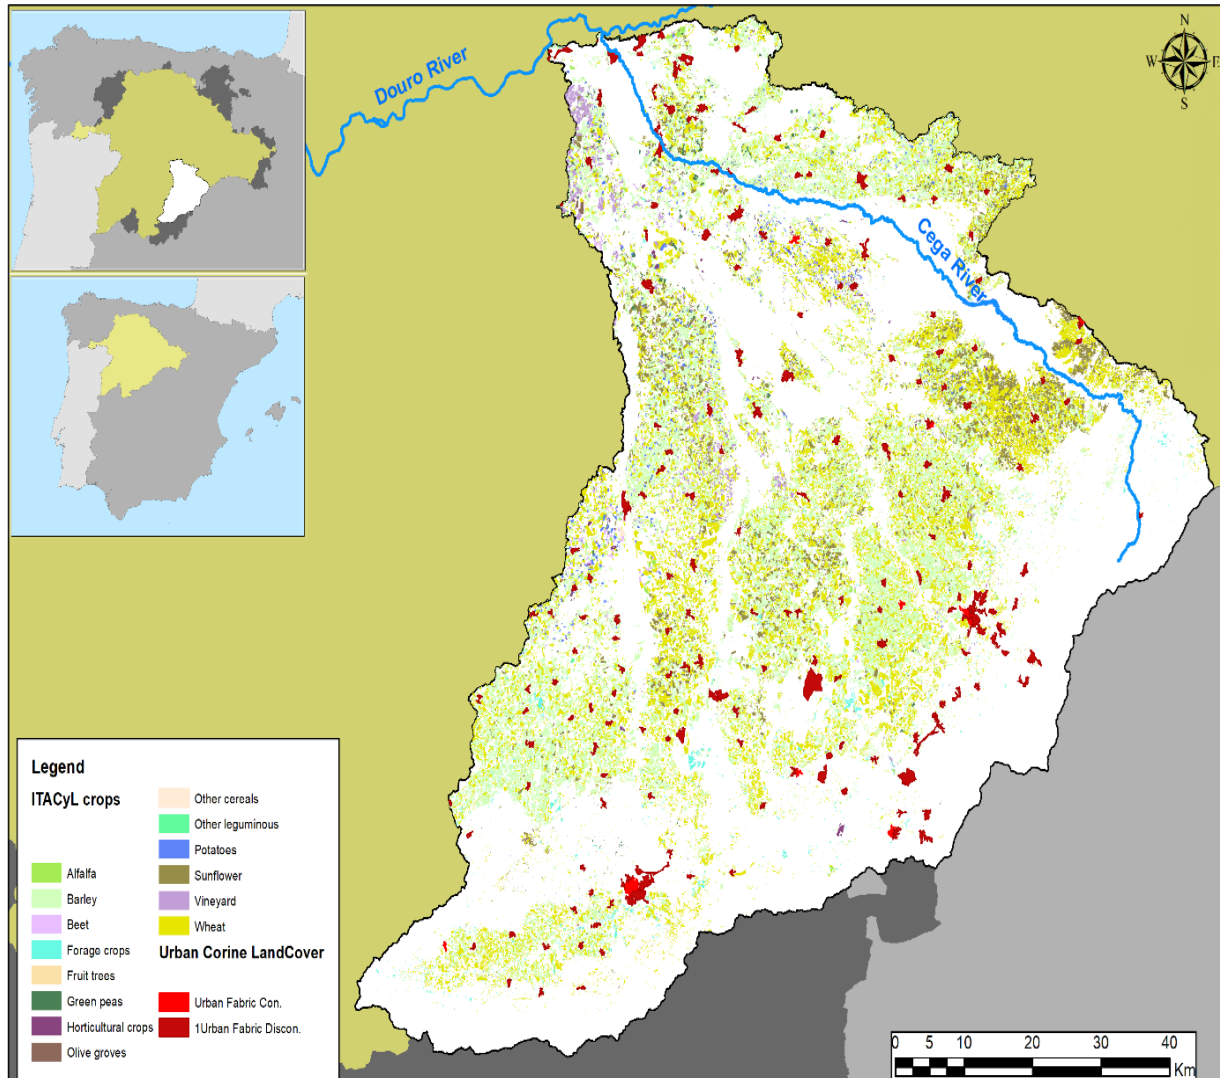 N
W E
S
Douro River
Cega River
Legend
ITACyL crops
Alfalfa
Barley
Beet
Forage crops
Fruit trees
Green peas
Horticultural crops
Olive groves
Other cereals
Other leguminous
Potatoes
Sunflower
Vineyard
Wheat
Urban Corine LandCover
Urban Fabric Con.
1Urban Fabric Discon.
0 5 10 20 30 40
Km